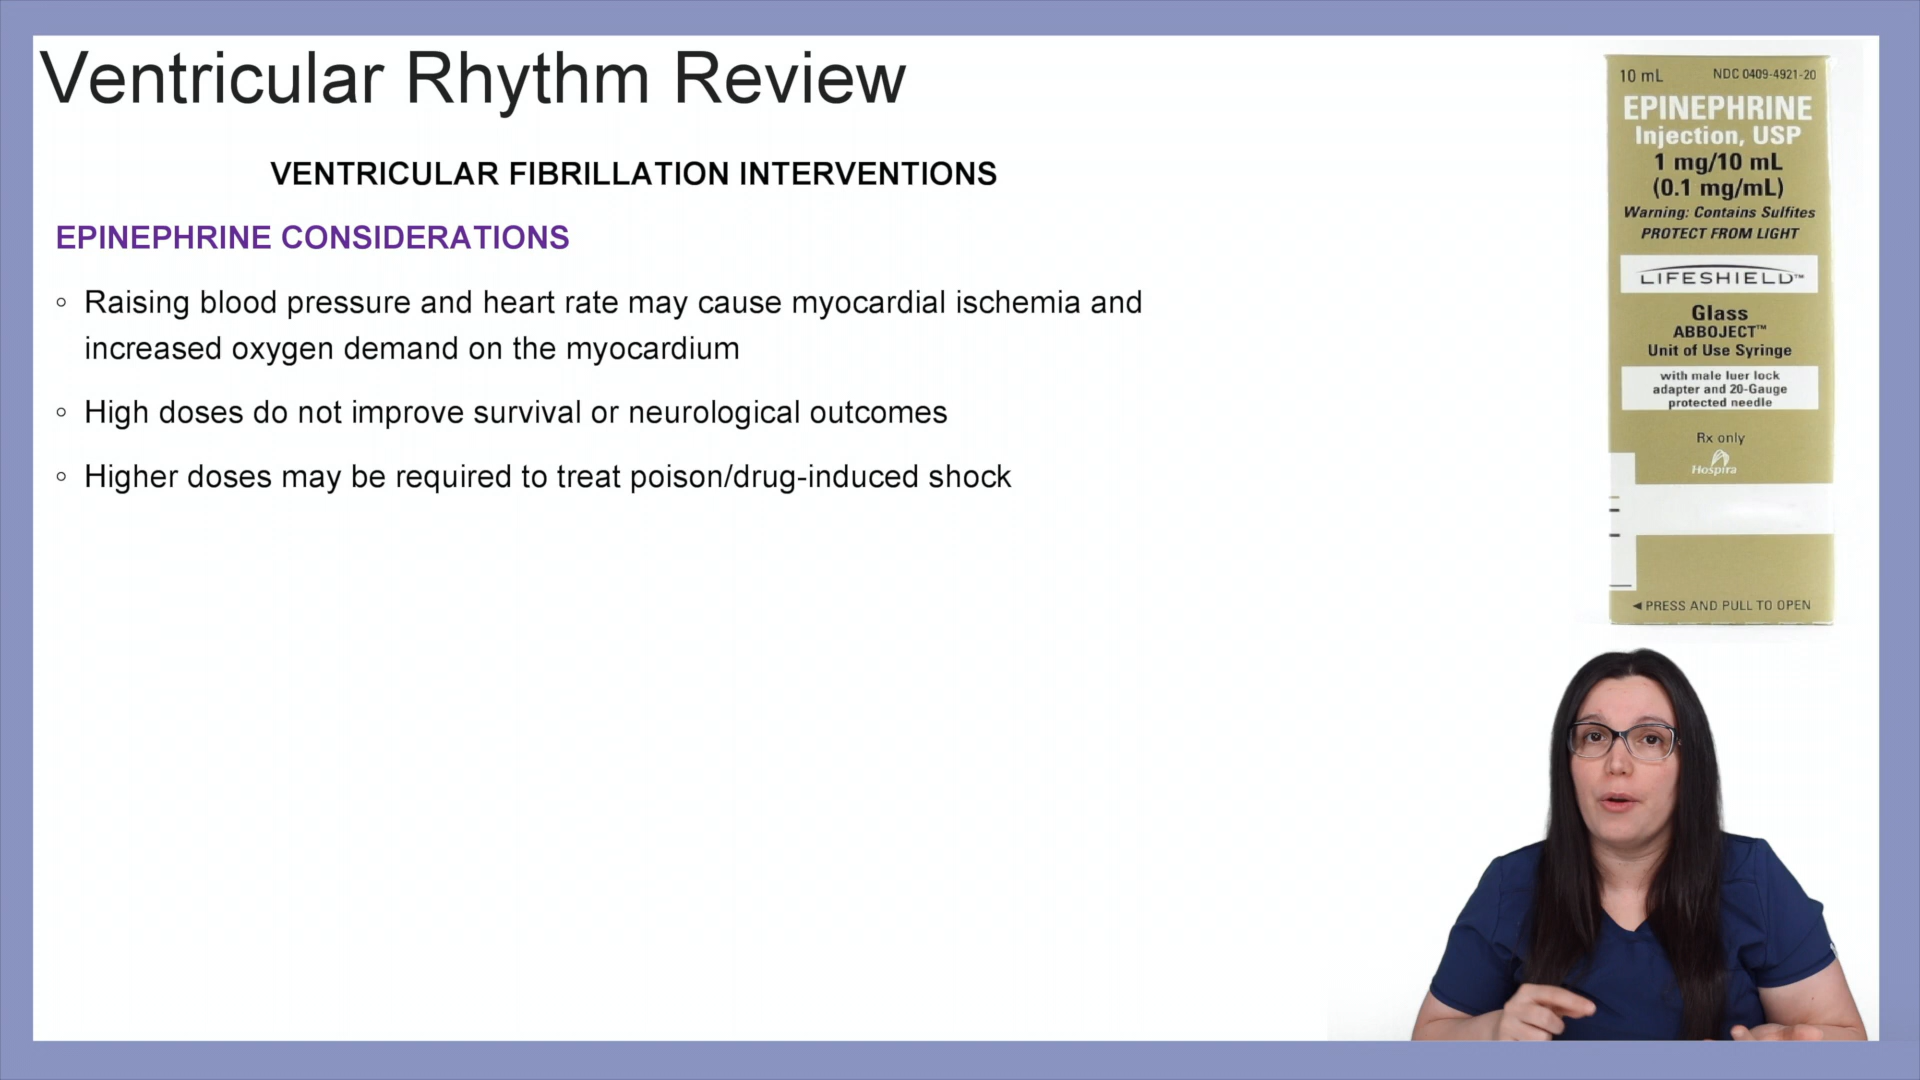 Ventricular Rhythm Review
VENTRICULAR FIBRILLATION INTERVENTIONS
EPINEPHRINE CONSIDERATIONS
◦ Raising blood pressure and heart rate may cause myocardial ischemia and
increased oxygen demand on the myocardium
◦ High doses do not improve survival or neurological outcomes
◦ Higher doses may be required to treat poison/drug-induced shock
10 mL NDC 0409-4921-20
EPINEPHRINE
Injection, USP
1 mg/10 mL
(0.1 mg/mL)
Warning: Contains Sulfites
PROTECT FROM LIGHT
LIFESHIELD™
Glass
ABBOJECT™
Unit of Use Syringe
with male luer lock
adapter and 20-Gauge
protected needle
Rx only
Hospira
◄ PRESS AND PULL TO OPEN